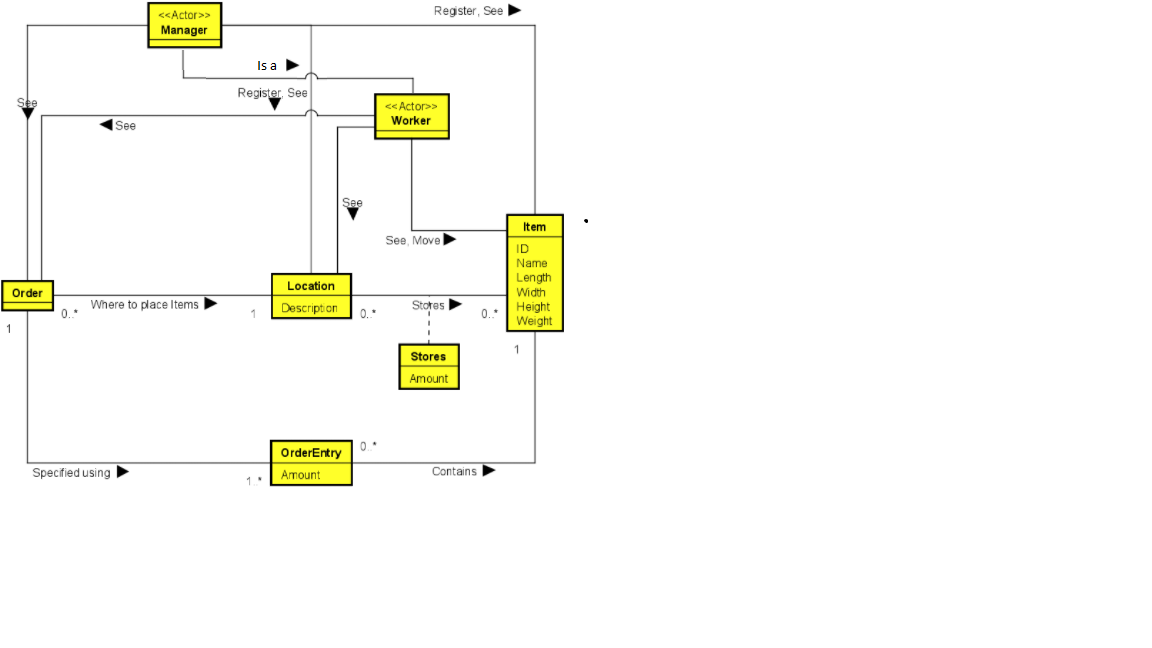 Register, See
<<Actor>>
Manager
Is a
Register, See
See
<<Actor>>
Worker
See
See
See, Move
Item
ID
Name
Length
Width
Height
Weight
Order
Where to place Items
0..*
1
1
Location
Description
0..*
Stores
0..*
1
Stores
Amount
OrderEntry
Amount
0..*
Specified using
1..*
Contains